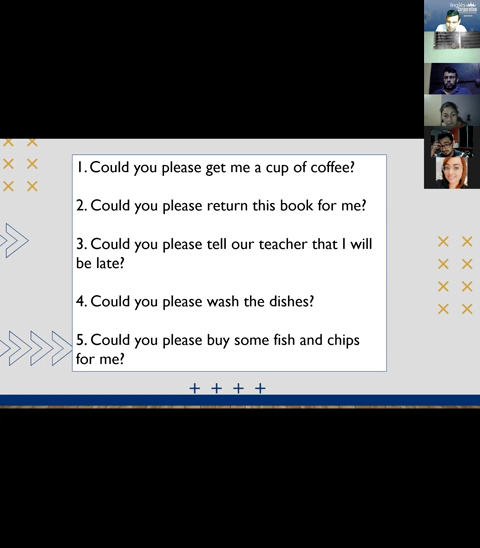 1. Could you please get me a cup of coffee?
2. Could you please return this book for me?
3. Could you please tell our teacher that I will
be late?
4. Could you please wash the dishes?
5. Could you please buy some fish and chips
for me?